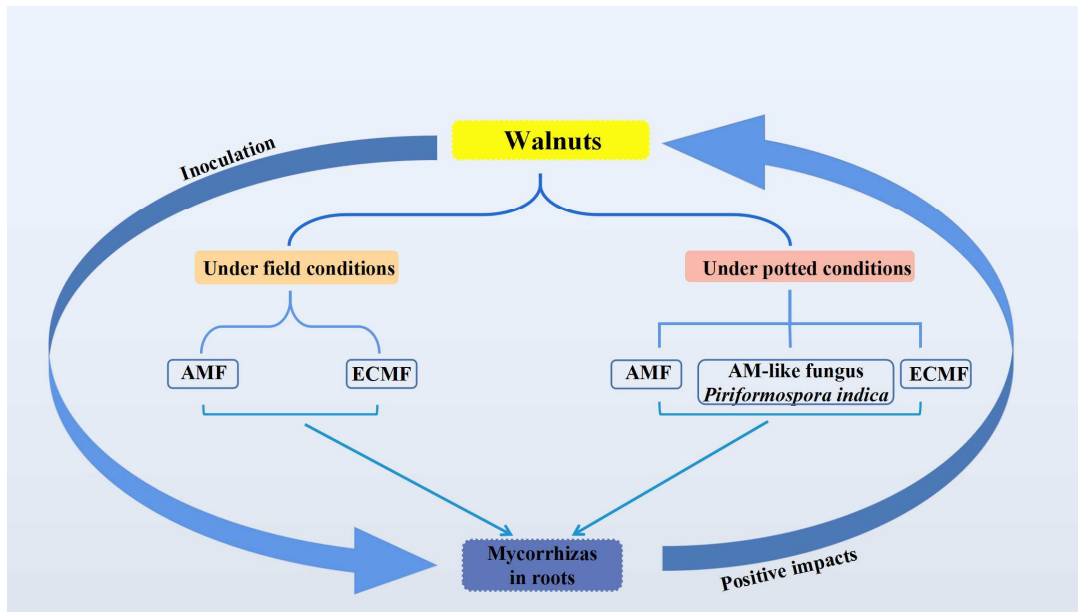 Inoculation
Walnuts
Under field conditions
Under potted conditions
AMF
ECMF
AMF
AM-like fungus
Piriformospora indica
ECMF
Mycorrhizas
in roots
Positive impacts